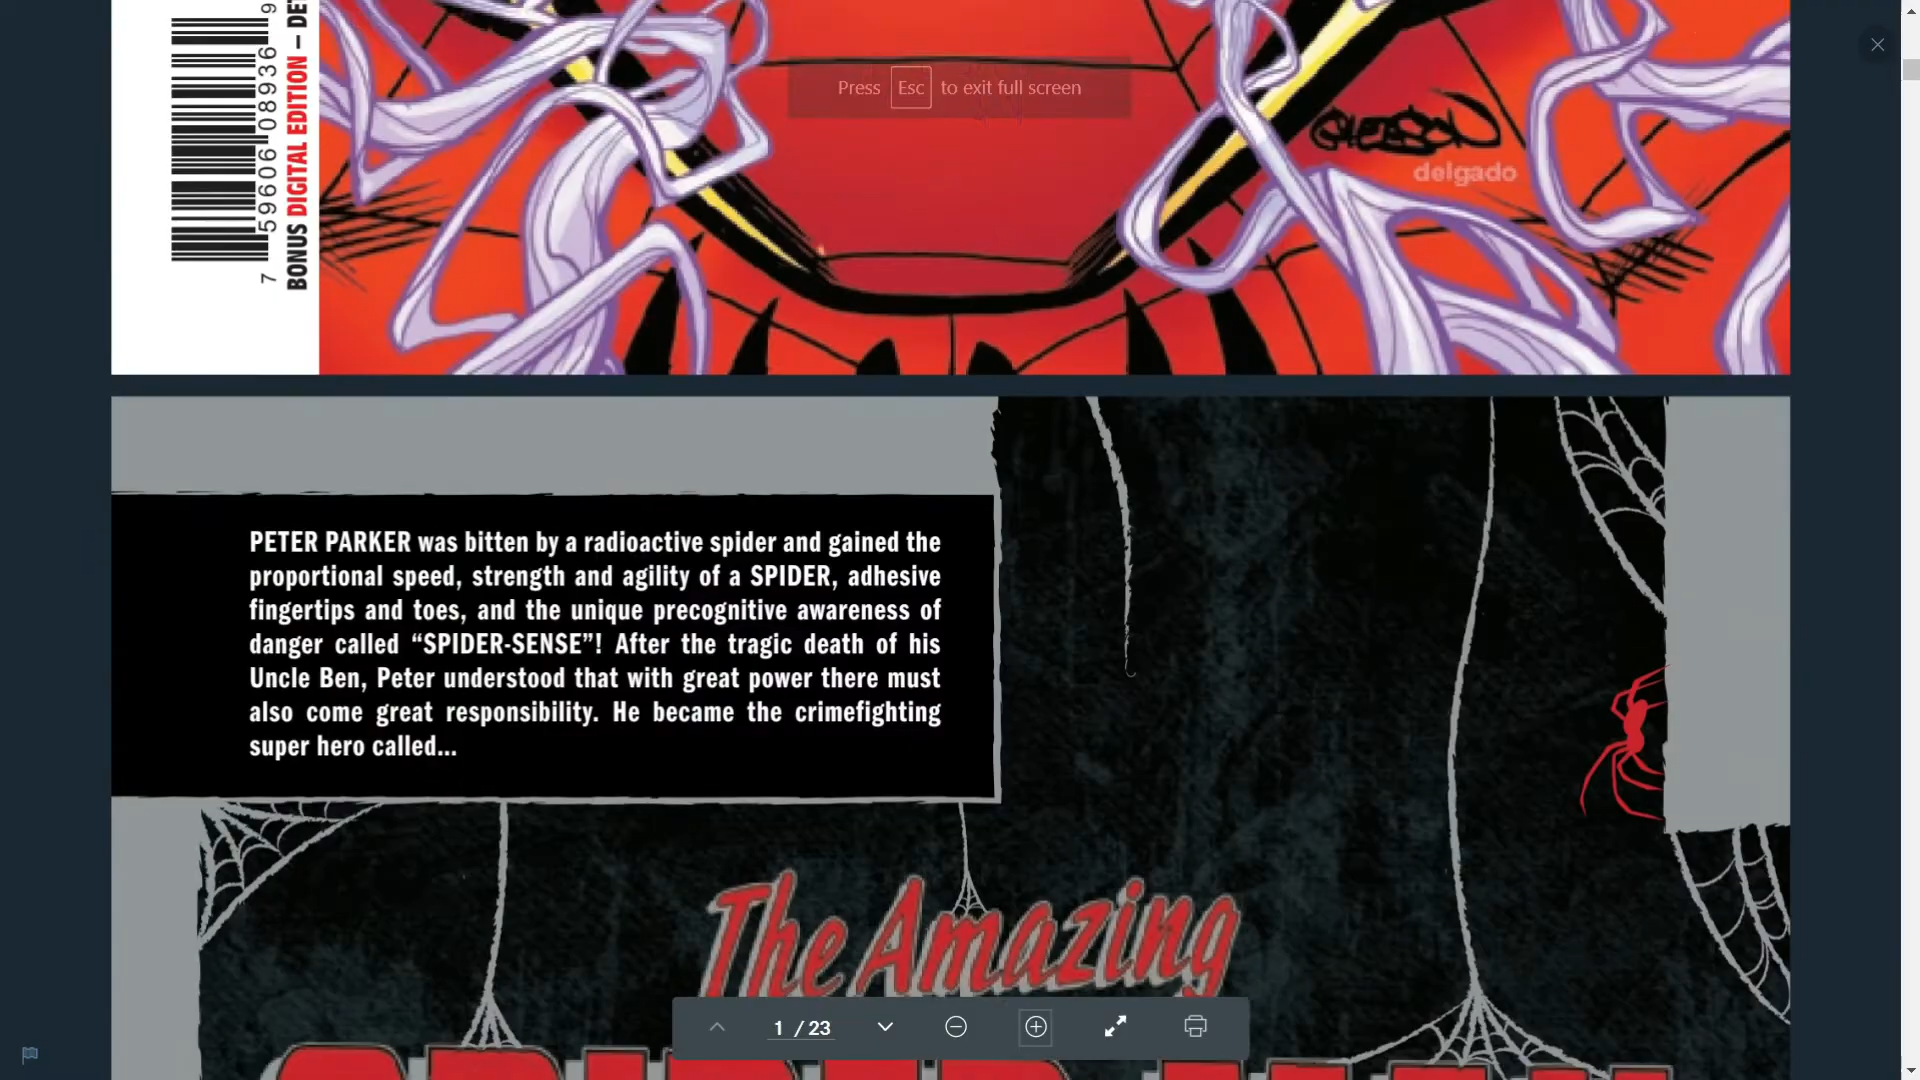 7 59606 08936 9
BONUS DIGITAL EDITION – DE
Press Esc to exit full screen
GLEASON
delgado
PETER PARKER was bitten by a radioactive spider and gained the
proportional speed, strength and agility of a SPIDER, adhesive
fingertips and toes, and the unique precognitive awareness of
danger called “SPIDER-SENSE”! After the tragic death of his
Uncle Ben, Peter understood that with great power there must
also come great responsibility. He became the crimefighting
super hero called...
The Amazing
SPIDER-MAN
1 / 23